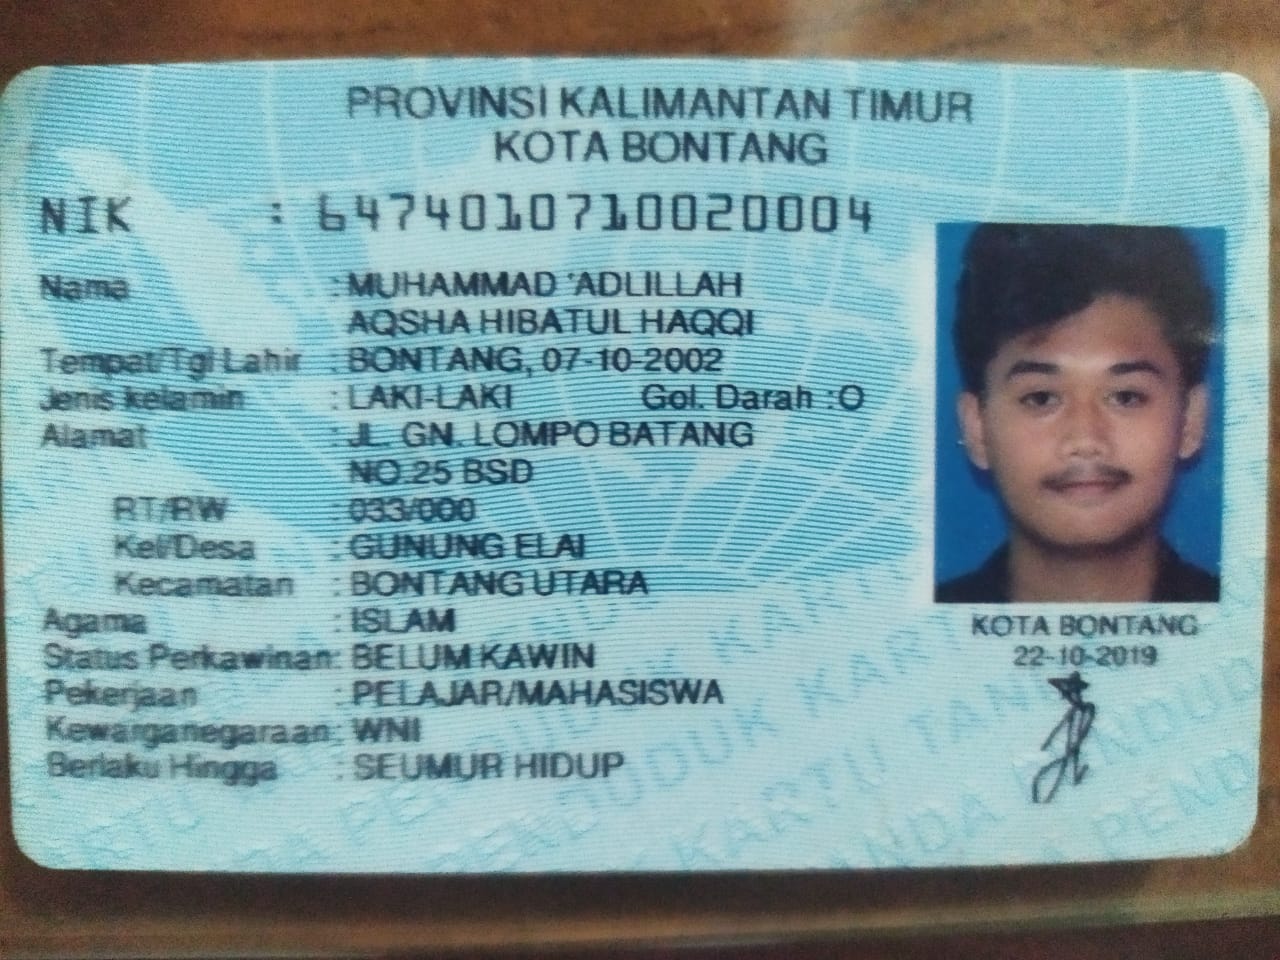 PROVINSI KALIMANTAN TIMUR
KOTA BONTANG
NIK : 6474010710020004
Nama : MUHAMMAD 'ADLILLAH
AQSHA HIBATUL HAQQI
Tempat/Tgl Lahir : BONTANG, 07-10-2002
Jenis kelamin : LAKI-LAKI Gol. Darah : O
Alamat : JL. GN. LOMPO BATANG
NO.25 BSD
RT/RW : 033/000
Kel/Desa : GUNUNG ELAI
Kecamatan : BONTANG UTARA
Agama : ISLAM
Status Perkawinan: BELUM KAWIN
Pekerjaan : PELAJAR/MAHASISWA
Kewarganegaraan: WNI
Berlaku Hingga : SEUMUR HIDUP
KOTA BONTANG
22-10-2019